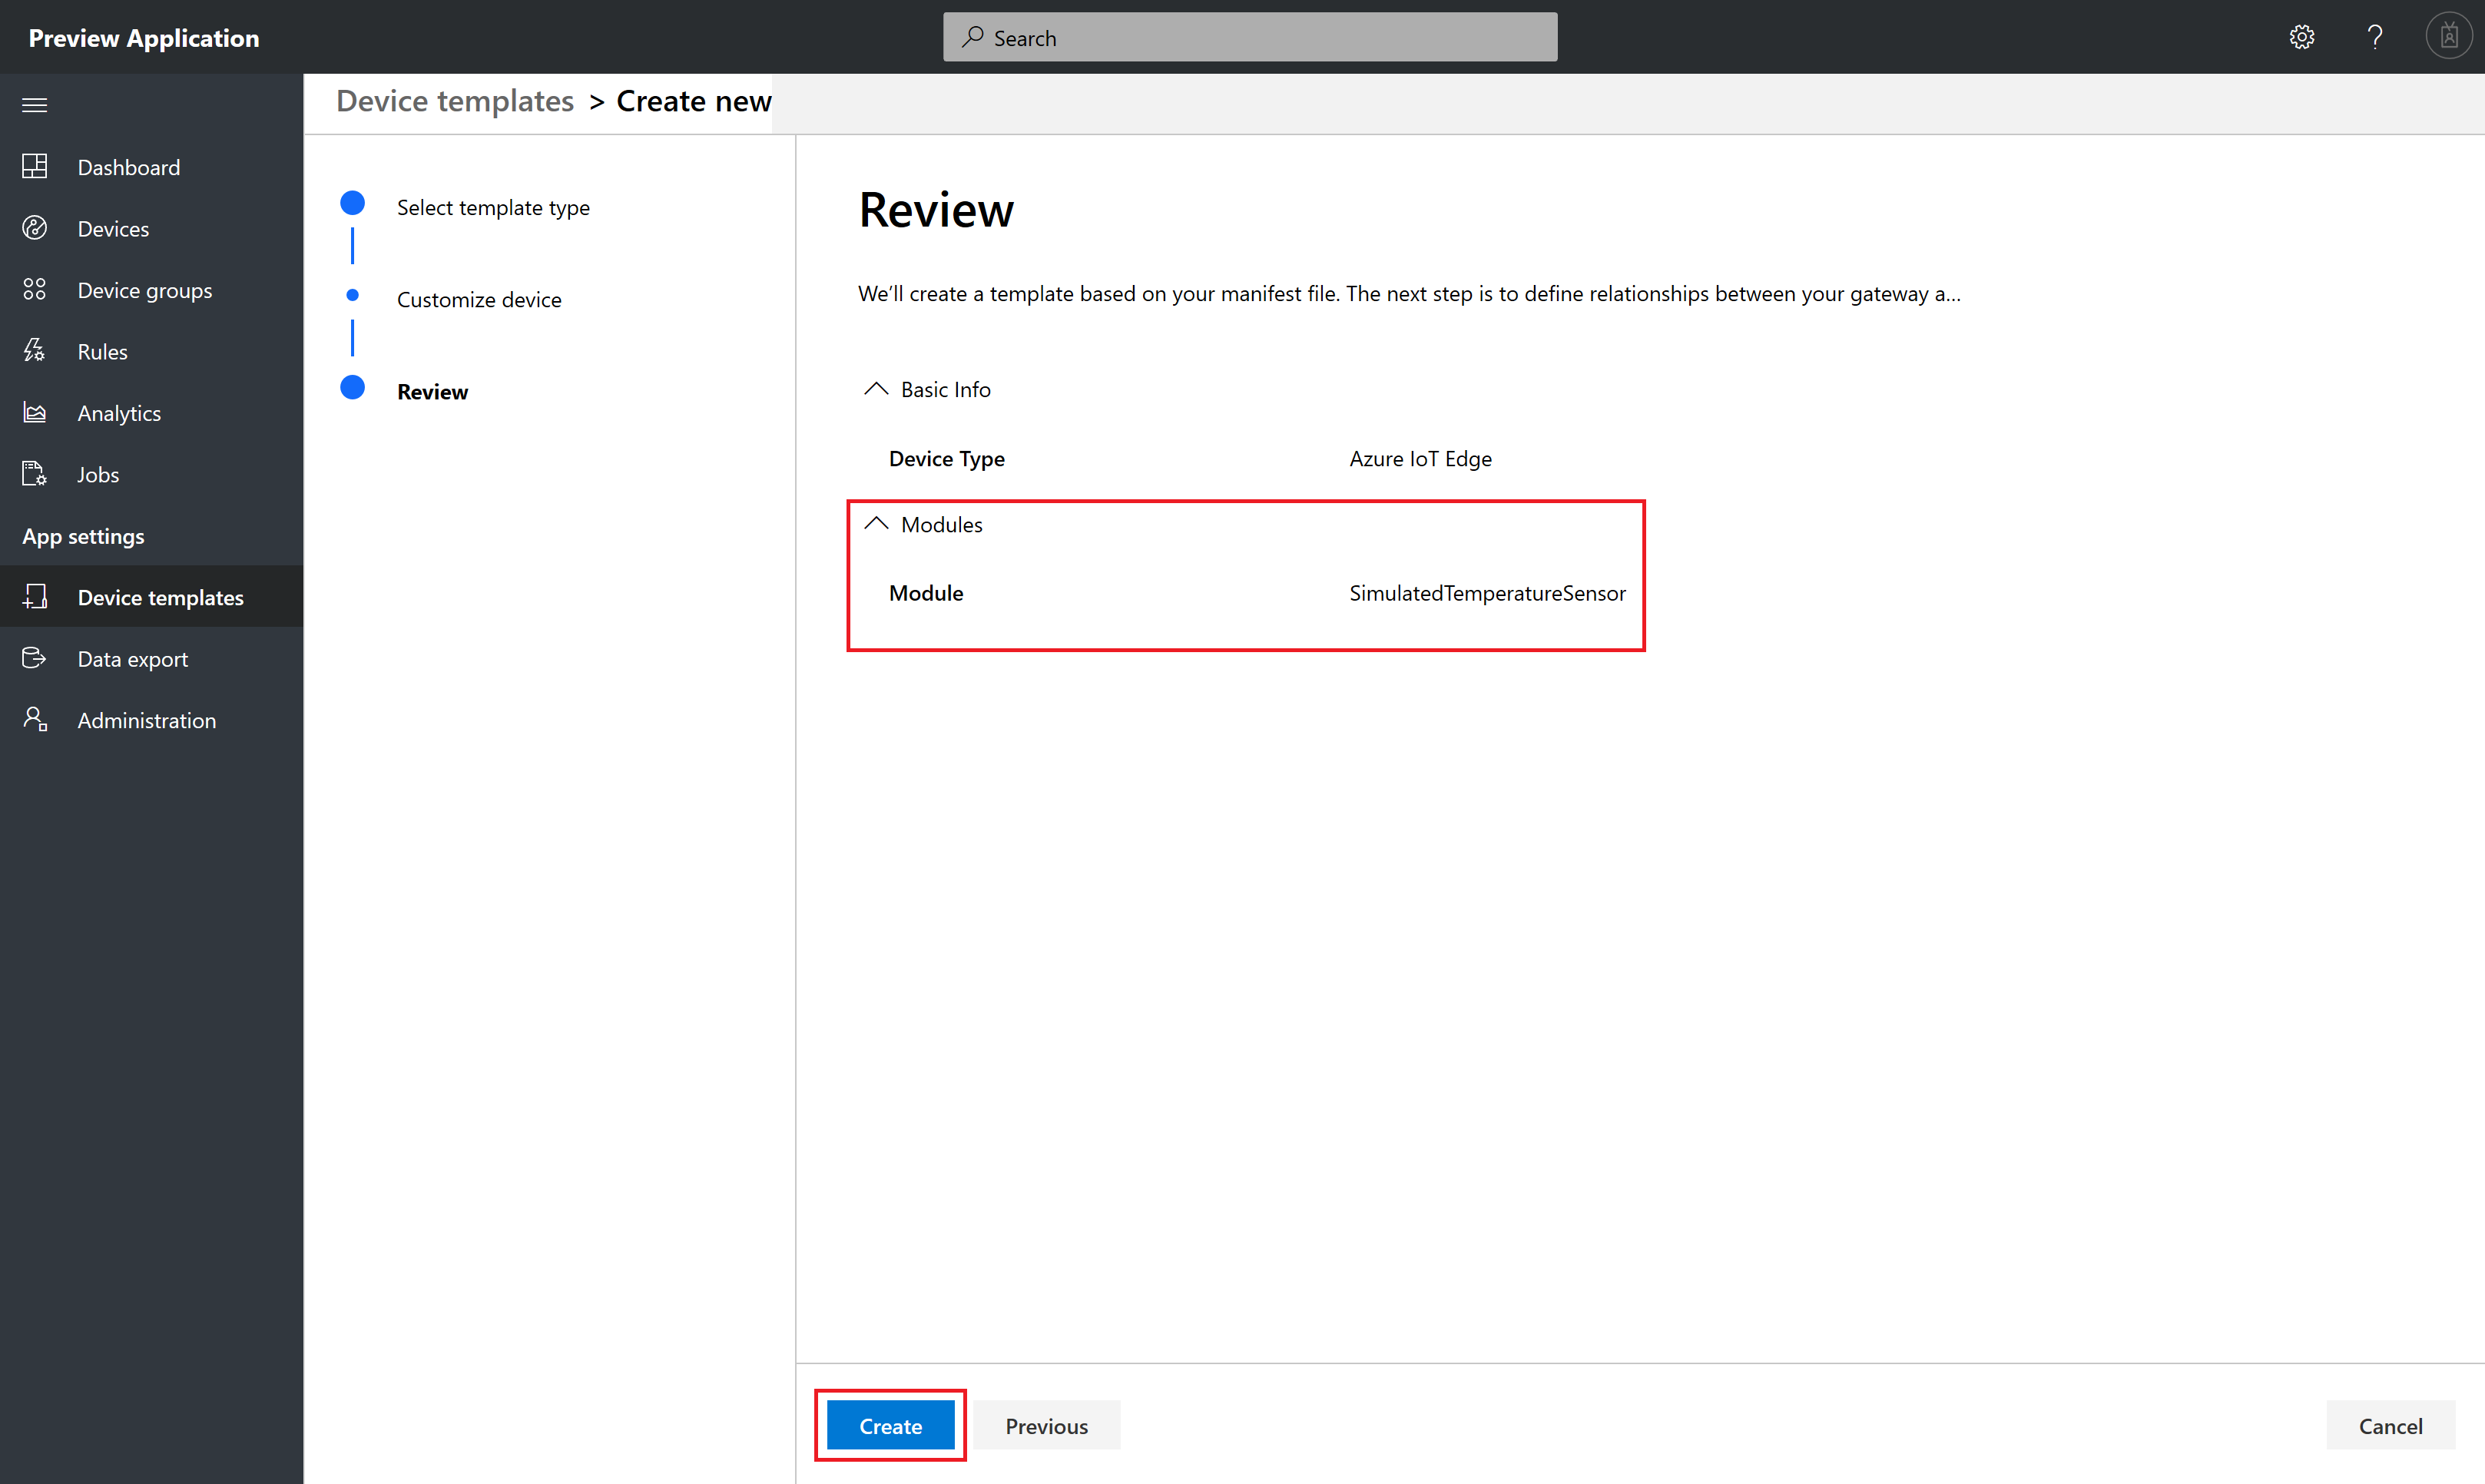 Preview Application
Search
Dashboard
Devices
Device groups
Rules
Analytics
Jobs
App settings
Device templates
Data export
Administration
Device templates > Create new
Select template type
Customize device
Review
Review
We’ll create a template based on your manifest file. The next step is to define relationships between your gateway a...
Basic Info
Device Type Azure IoT Edge
Modules
Module SimulatedTemperatureSensor
Create Previous Cancel